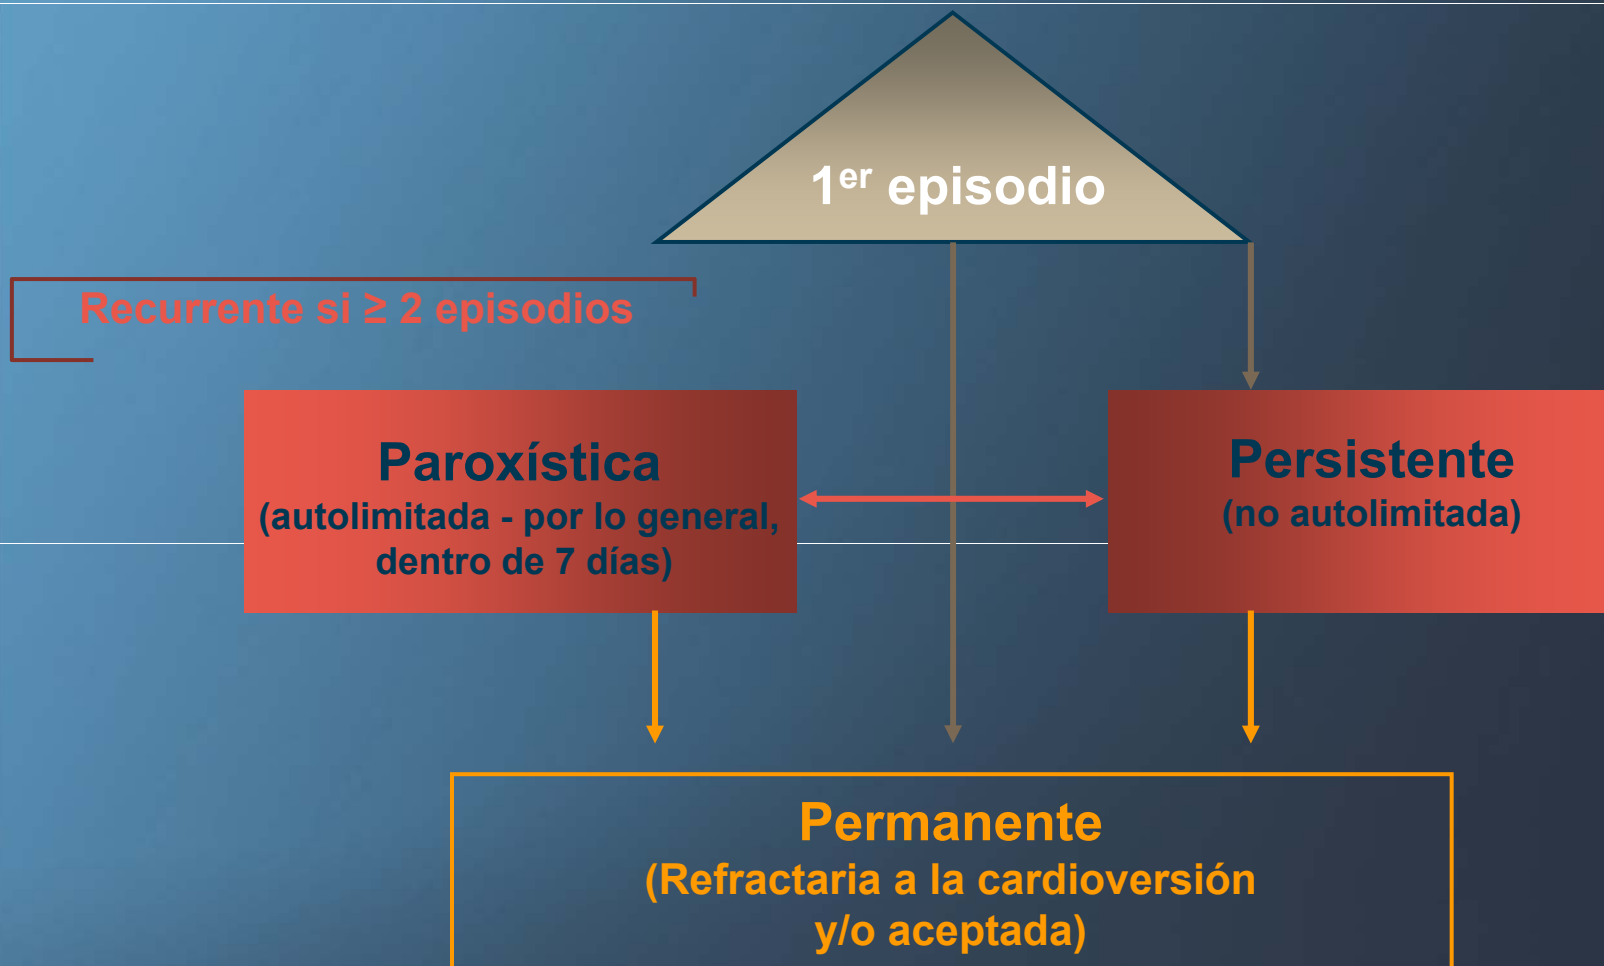 1er episodio
Recurrente si ≥ 2 episodios
Paroxística
(autolimitada - por lo general,
dentro de 7 días)
Persistente
(no autolimitada)
Permanente
(Refractaria a la cardioversión
y/o aceptada)